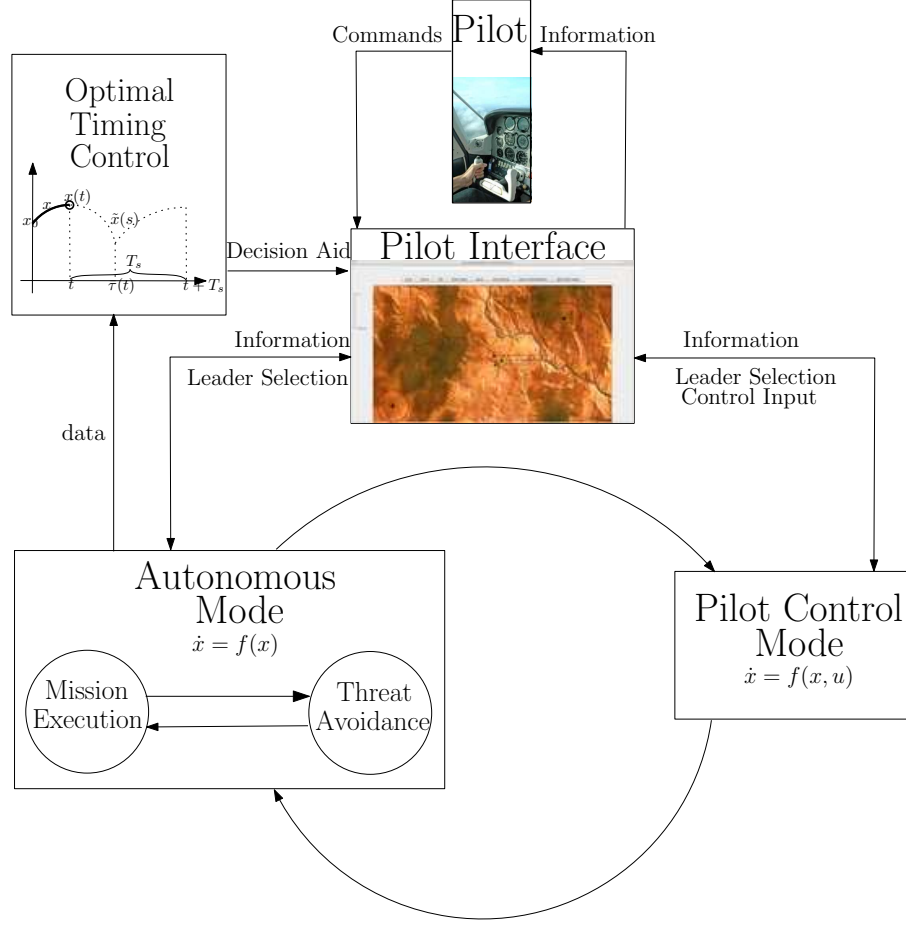 Commands
Pilot
Information
Optimal
Timing
Control
x
x(t)
x₀
x̃(s)
T_s
t
τ(t)
t + T_s
Decision Aid
Pilot Interface
Information
Leader Selection
Information
Leader Selection
Control Input
data
Autonomous
Mode
ẋ = f(x)
Mission
Execution
Threat
Avoidance
Pilot Control
Mode
ẋ = f(x, u)